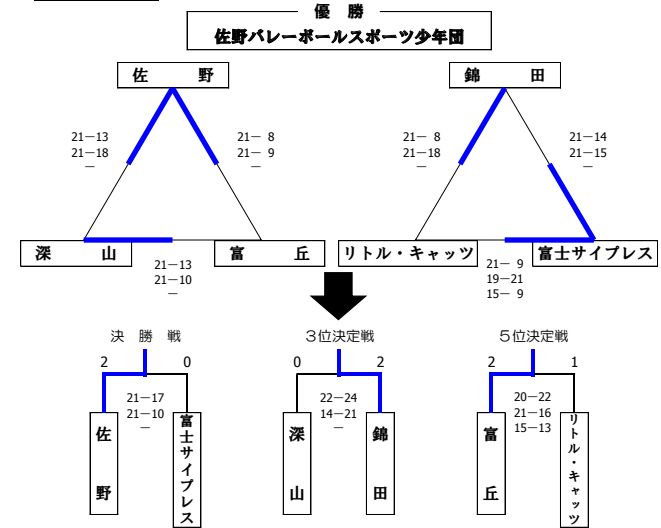 優　勝
佐野バレーボールスポーツ少年団
佐　野
錦　田
21－13
21－18
－
21－ 8
21－ 9
－
21－ 8
21－18
－
21－14
21－15
－
深　山
富　丘
リトル・キャッツ
富士サイプレス
21－13
21－10
－
21－ 9
19－21
15－ 9
決　勝　戦
3位決定戦
5位決定戦
2
0
0
2
2
1
21－17
21－10
－
22－24
14－21
－
20－22
21－16
15－13
佐　野
富士サイプレス
深　山
錦　田
富　丘
リトル・キャッツ